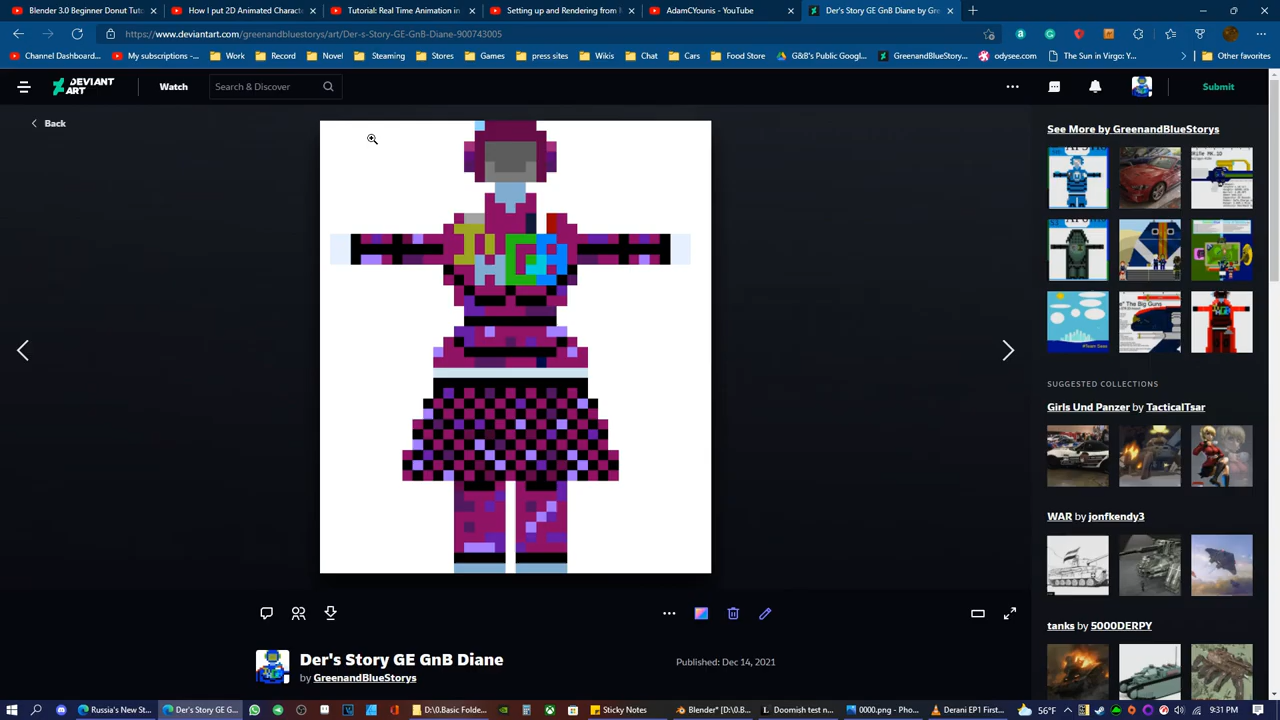 Blender 3.0 Beginner Donut Tuto
How I put 2D Animated Charact
Tutorial: Real Time Animation in
Setting up and Rendering from
AdamCYounis - YouTube
Der's Story GE GnB Diane by Gr
https://www.deviantart.com/greenandbluestorys/art/Der-s-Story-GE-GnB-Diane-900743005
Channel Dashboard...
My subscriptions -...
Work
Record
Novel
Steaming
Stores
Games
press sites
Wikis
Chat
Cars
Food Store
G&B's Public Googl...
GreenandBlueStory...
odysee.com
The Sun in Virgo: Y...
Other favorites
DEVIANT ART
Watch
Search & Discover
Submit
Back
See More by GreenandBlueStorys
SUGGESTED COLLECTIONS
Girls Und Panzer by TacticalTsar
WAR by jonfkendy3
tanks by 5000DERPY
Der's Story GE GnB Diane
by GreenandBlueStorys
Published: Dec 14, 2021
Russia's New St...
Der's Story GE G...
D:\0.Basic Folde...
Sticky Notes
Blender* [D:\0.B...
Doomish test n...
0000.png - Phot...
Derani EP1 First...
56°F
9:31 PM